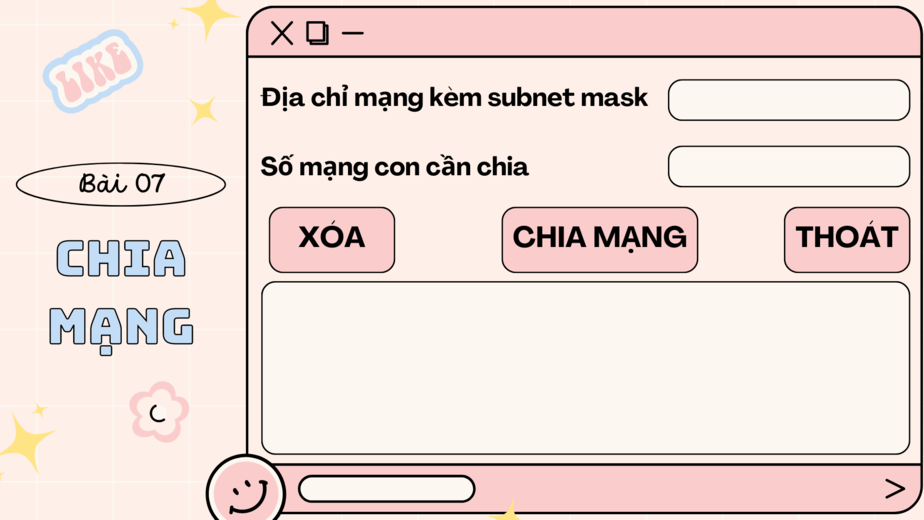 LIKE
Bài 07
CHIA
MẠNG
Địa chỉ mạng kèm subnet mask
Số mạng con cần chia
XÓA
CHIA MẠNG
THOÁT